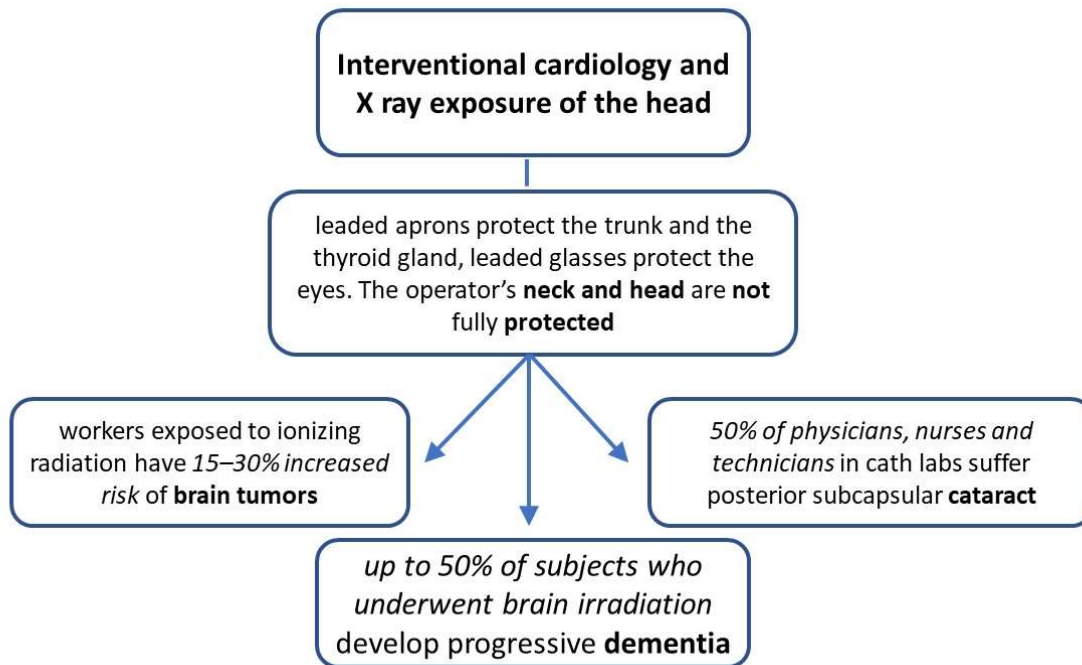 Interventional cardiology and
X ray exposure of the head
leaded aprons protect the trunk and the
thyroid gland, leaded glasses protect the
eyes. The operator's neck and head are not
fully protected
workers exposed to ionizing
radiation have 15–30% increased
risk of brain tumors
50% of physicians, nurses and
technicians in cath labs suffer
posterior subcapsular cataract
up to 50% of subjects who
underwent brain irradiation
develop progressive dementia